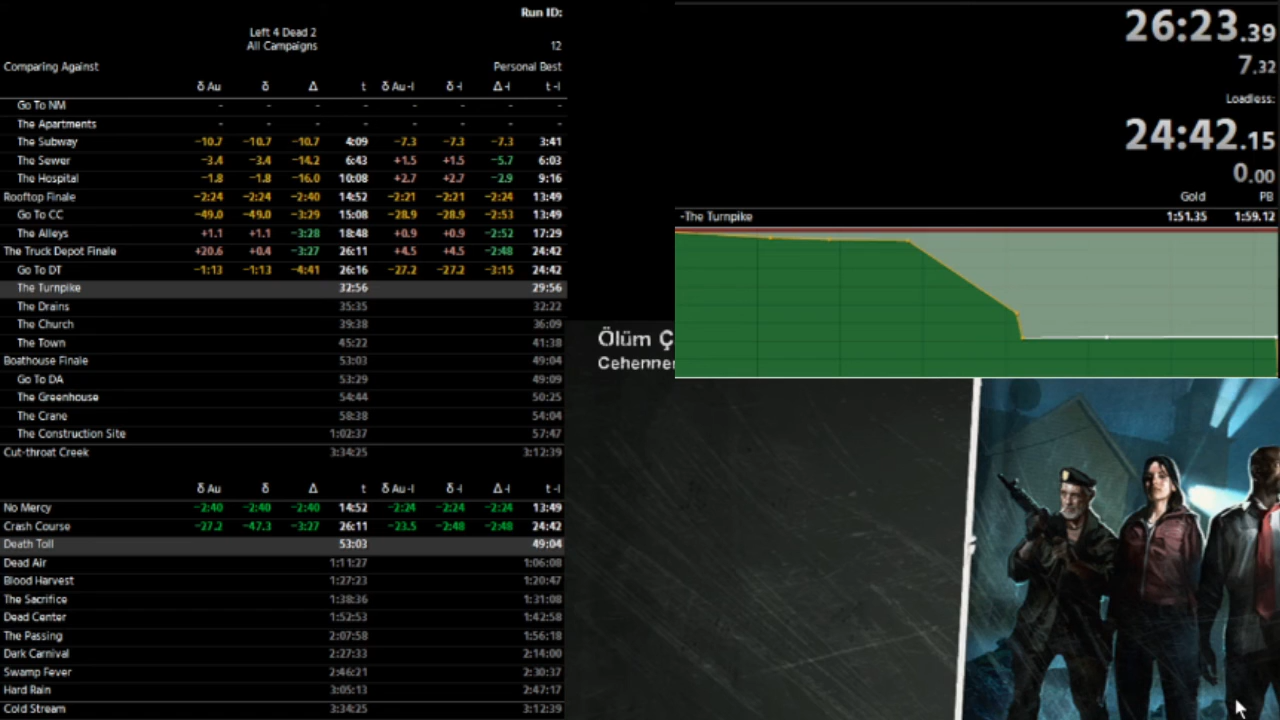 Run ID:
Left 4 Dead 2
All Campaigns
12
Comparing Against Personal Best
δ Au δ Δ t δ Au-l δ-l Δ-l t-l
Go To NM - - - - - - - -
The Apartments - - - - - - - -
The Subway −10.7 −10.7 −10.7 4:09 −7.3 −7.3 −7.3 3:41
The Sewer −3.4 −3.4 −14.2 6:43 +1.5 +1.5 −5.7 6:03
The Hospital −1.8 −1.8 −16.0 10:08 +2.7 +2.7 −2.9 9:16
Rooftop Finale −2:24 −2:24 −2:40 14:52 −2:21 −2:21 −2:24 13:49
Go To CC −49.0 −49.0 −3:29 15:08 −28.9 −28.9 −2:53 13:49
The Alleys +1.1 +1.1 −3:28 18:48 +0.9 +0.9 −2:52 17:29
The Truck Depot Finale +20.6 +0.4 −3:27 26:11 +4.5 +4.5 −2:48 24:42
Go To DT −1:13 −1:13 −4:41 26:16 −27.2 −27.2 −3:15 24:42
The Turnpike 32:56 29:56
The Drains 35:35 32:22
The Church 39:38 36:09
The Town 45:22 41:38
Boathouse Finale 53:03 49:04
Go To DA 53:29 49:09
The Greenhouse 54:44 50:25
The Crane 58:38 54:04
The Construction Site 1:02:37 57:47
Cut-throat Creek 3:34:25 3:12:39
δ Au δ Δ t δ Au-l δ-l Δ-l t-l
No Mercy −2:40 −2:40 −2:40 14:52 −2:24 −2:24 −2:24 13:49
Crash Course −27.2 −47.3 −3:27 26:11 −23.5 −2:48 −2:48 24:42
Death Toll 53:03 49:04
Dead Air 1:11:27 1:06:08
Blood Harvest 1:27:23 1:20:47
The Sacrifice 1:38:36 1:31:08
Dead Center 1:52:53 1:42:58
The Passing 2:07:58 1:56:18
Dark Carnival 2:27:33 2:14:00
Swamp Fever 2:46:21 2:30:37
Hard Rain 3:05:13 2:47:17
Cold Stream 3:34:25 3:12:39
26:23.39
7.32
Loadless:
24:42.15
0.00
Gold PB
-The Turnpike 1:51.35 1:59.12
Ölüm Ç
Cehennem